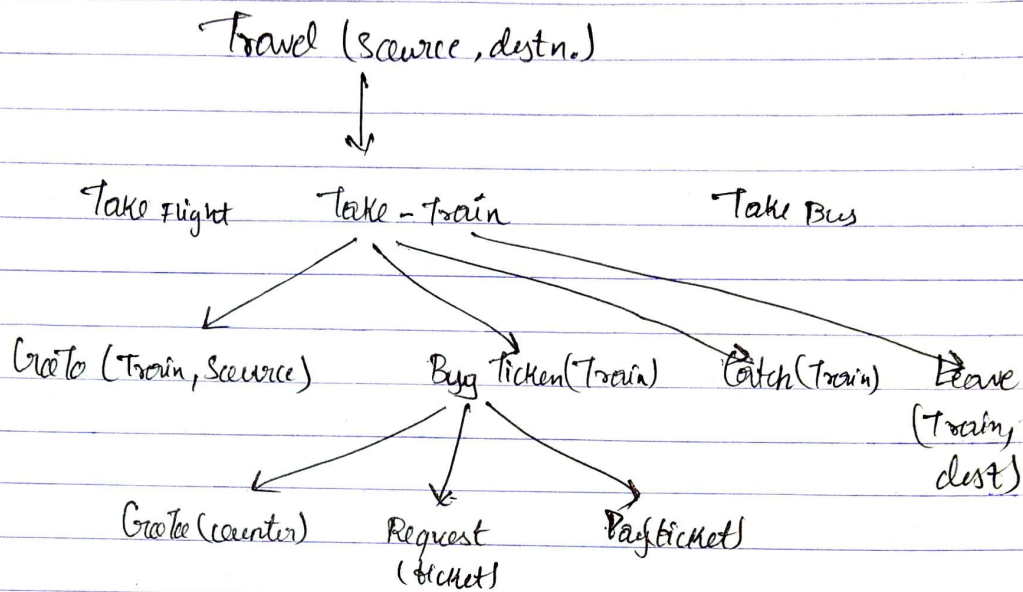 Travel (source, destn.)
Take Flight Take-Train Take Bus
GoTo (Train, Source) Buy Ticken(Train) Catch(Train) Leave
(Train,
dest)
GoTo (counter) Request Pay(ticket)
(ticket)